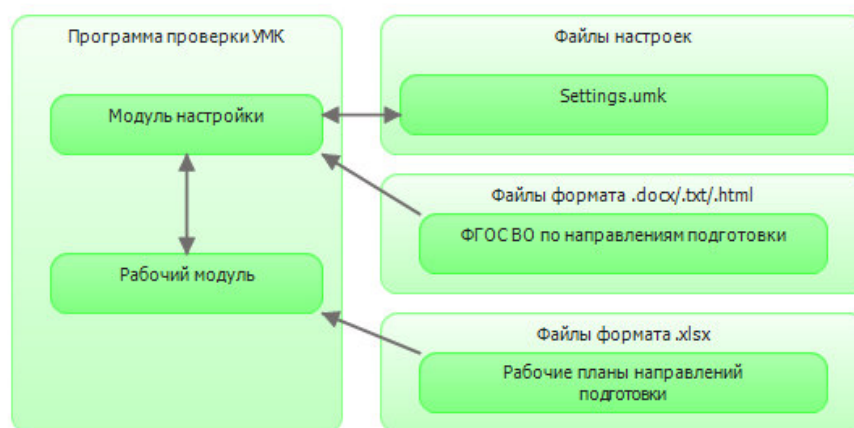 Программа проверки УМК
Модуль настройки
Рабочий модуль
Файлы настроек
Settings.umk
Файлы формата .docx/.txt/.html
ФГОС ВО по направлениям подготовки
Файлы формата .xlsx
Рабочие планы направлений
подготовки